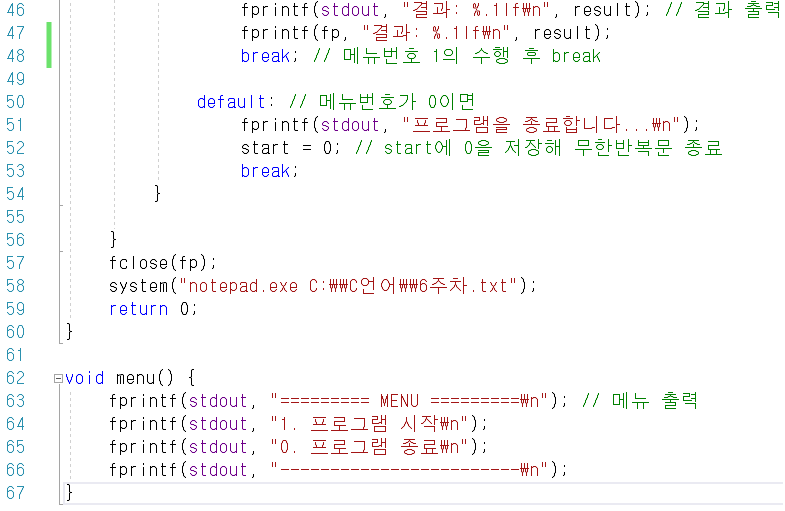 46 fprintf(stdout, "결과: %.1lf₩n", result); // 결과 출력
47 fprintf(fp, "결과: %.1lf₩n", result);
48 break; // 메뉴번호 1의 수행 후 break
49
50 default: // 메뉴번호가 0이면
51 fprintf(stdout, "프로그램을 종료합니다...₩n");
52 start = 0; // start에 0을 저장해 무한반복문 종료
53 break;
54 }
55
56 }
57 fclose(fp);
58 system("notepad.exe C:₩₩C언어₩₩6주차.txt");
59 return 0;
60 }
61
62 void menu() {
63 fprintf(stdout, "========= MENU =========₩n"); // 메뉴 출력
64 fprintf(stdout, "1. 프로그램 시작₩n");
65 fprintf(stdout, "0. 프로그램 종료₩n");
66 fprintf(stdout, "------------------------₩n");
67 }